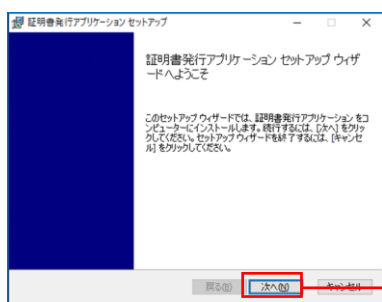 証明書発行アプリケーション セットアップ
証明書発行アプリケーション セットアップ ウィザ
ードへようこそ
このセットアップ ウィザードでは、証明書発行アプリケーション をコ
ンピューターにインストールします。続行するには、[次へ] をクリッ
クしてください。セットアップ ウィザードを終了するには、[キャンセ
ル] をクリックしてください。
戻る(B) 次へ(N) キャンセル